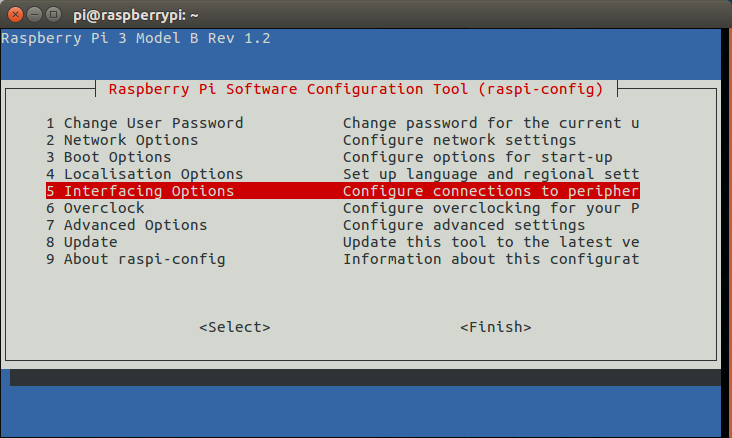 pi@raspberrypi: ~
Raspberry Pi 3 Model B Rev 1.2
Raspberry Pi Software Configuration Tool (raspi-config)
1 Change User Password Change password for the current u
2 Network Options Configure network settings
3 Boot Options Configure options for start-up
4 Localisation Options Set up language and regional sett
5 Interfacing Options Configure connections to peripher
6 Overclock Configure overclocking for your P
7 Advanced Options Configure advanced settings
8 Update Update this tool to the latest ve
9 About raspi-config Information about this configurat
<Select> <Finish>